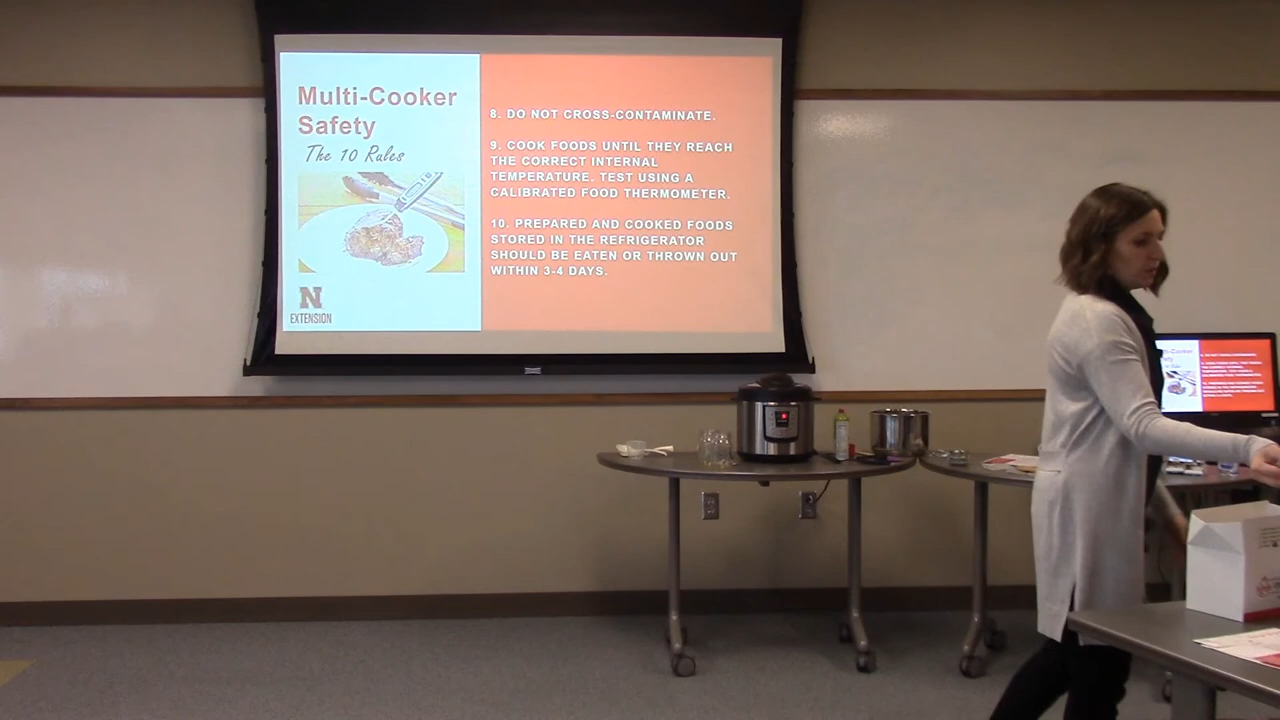 Multi-Cooker
Safety
The 10 Rules
N
EXTENSION
8. DO NOT CROSS-CONTAMINATE.
9. COOK FOODS UNTIL THEY REACH
THE CORRECT INTERNAL
TEMPERATURE. TEST USING A
CALIBRATED FOOD THERMOMETER.
10. PREPARED AND COOKED FOODS
STORED IN THE REFRIGERATOR
SHOULD BE EATEN OR THROWN OUT
WITHIN 3-4 DAYS.